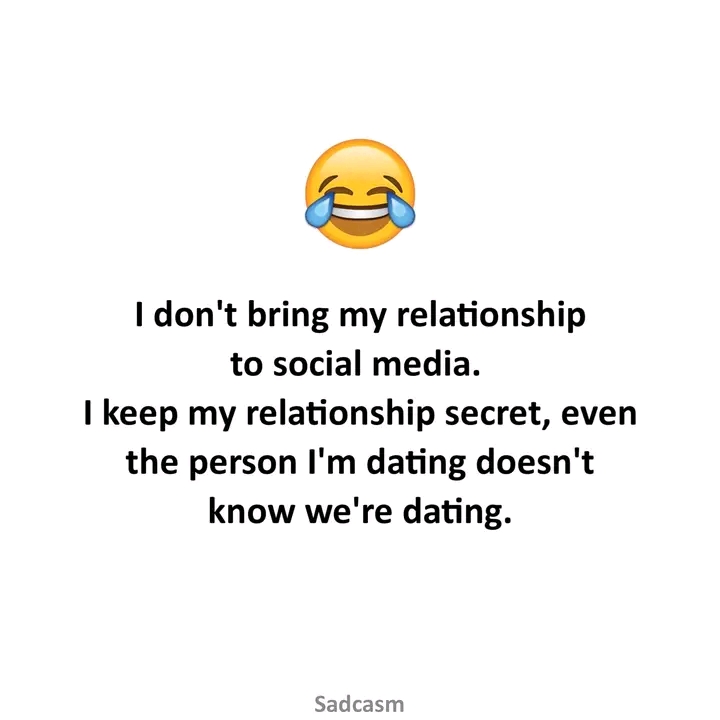 I don't bring my relationship
to social media.
I keep my relationship secret, even
the person I'm dating doesn't
know we're dating.
Sadcasm